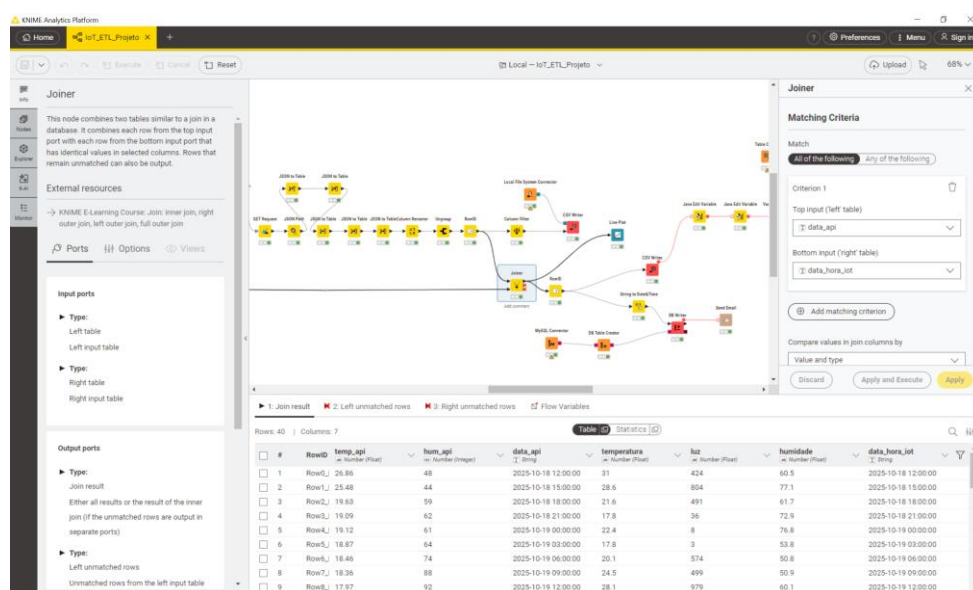 KNIME Analytics Platform
Home
IoT_ETL_Projeto
Preferences
Menu
Sign in
Execute
Cancel
Reset
Local — IoT_ETL_Projeto
Upload
68%
Info
Nodes
Explorer
K-AI
Monitor
Joiner
This node combines two tables similar to a join in a
database. It combines each row from the top input
port with each row from the bottom input port that
has identical values in selected columns. Rows that
remain unmatched can also be output.
External resources
KNIME E-Learning Course: Join: inner join, right
outer join, left outer join, full outer join
Ports
Options
Views
Input ports
Type:
Left table
Left input table
Type:
Right table
Right input table
Output ports
Type:
Join result
Either all results or the result of the inner
join (if the unmatched rows are output in
separate ports)
Type:
Left unmatched rows
Unmatched rows from the left input table
JSON to Table
JSON to Table
GET Request
JSON Path
JSON to Table
JSON to Table
JSON to Table
Column Renamer
Ungroup
RowID
Column Filter
Local File System Connector
CSV Writer
Line Plot
CSV Writer
Joiner
Add comment
RowID
String to Date&Time
MySQL Connector
DB Table Creator
DB Writer
Send Email
Java Edit Variable
Java Edit Variable
Joiner
Matching Criteria
Match
All of the following
Any of the following
Criterion 1
Top input ('left' table)
data_api
Bottom input ('right' table)
data_hora_iot
Add matching criterion
Compare values in join columns by
Value and type
Discard
Apply and Execute
Apply
1: Join result
2: Left unmatched rows
3: Right unmatched rows
Flow Variables
Rows: 40 | Columns: 7
Table
Statistics
# RowID temp_api hum_api data_api temperatura luz humidade data_hora_iot
Number (Float) Number (Integer) String Number (Float) Number (Float) Number (Float) String
1 Row0_ 26.86 48 2025-10-18 12:00:00 31 424 60.5 2025-10-18 12:00:00
2 Row1_ 25.48 44 2025-10-18 15:00:00 28.6 804 77.1 2025-10-18 15:00:00
3 Row2_ 19.63 59 2025-10-18 18:00:00 21.6 491 61.7 2025-10-18 18:00:00
4 Row3_ 19.09 62 2025-10-18 21:00:00 17.8 36 72.9 2025-10-18 21:00:00
5 Row4_ 19.12 61 2025-10-19 00:00:00 22.4 8 76.8 2025-10-19 00:00:00
6 Row5_ 18.87 64 2025-10-19 03:00:00 17.8 3 53.8 2025-10-19 03:00:00
7 Row6_ 18.46 74 2025-10-19 06:00:00 20.1 574 50.8 2025-10-19 06:00:00
8 Row7_ 18.36 88 2025-10-19 09:00:00 24.5 499 50.9 2025-10-19 09:00:00
9 Row8_ 17.97 92 2025-10-19 12:00:00 28.1 979 60.1 2025-10-19 12:00:00